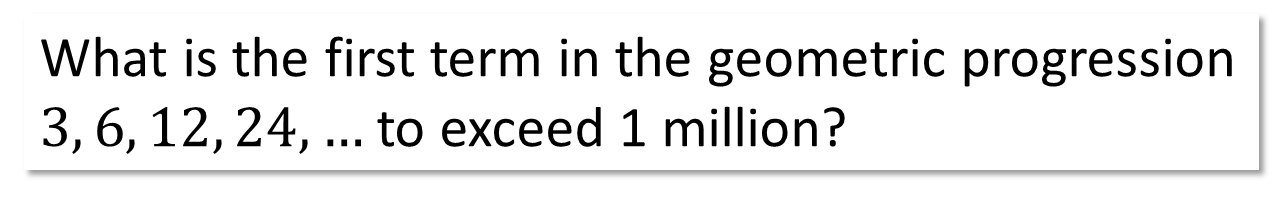 What is the first term in the geometric progression
3, 6, 12, 24, … to exceed 1 million?